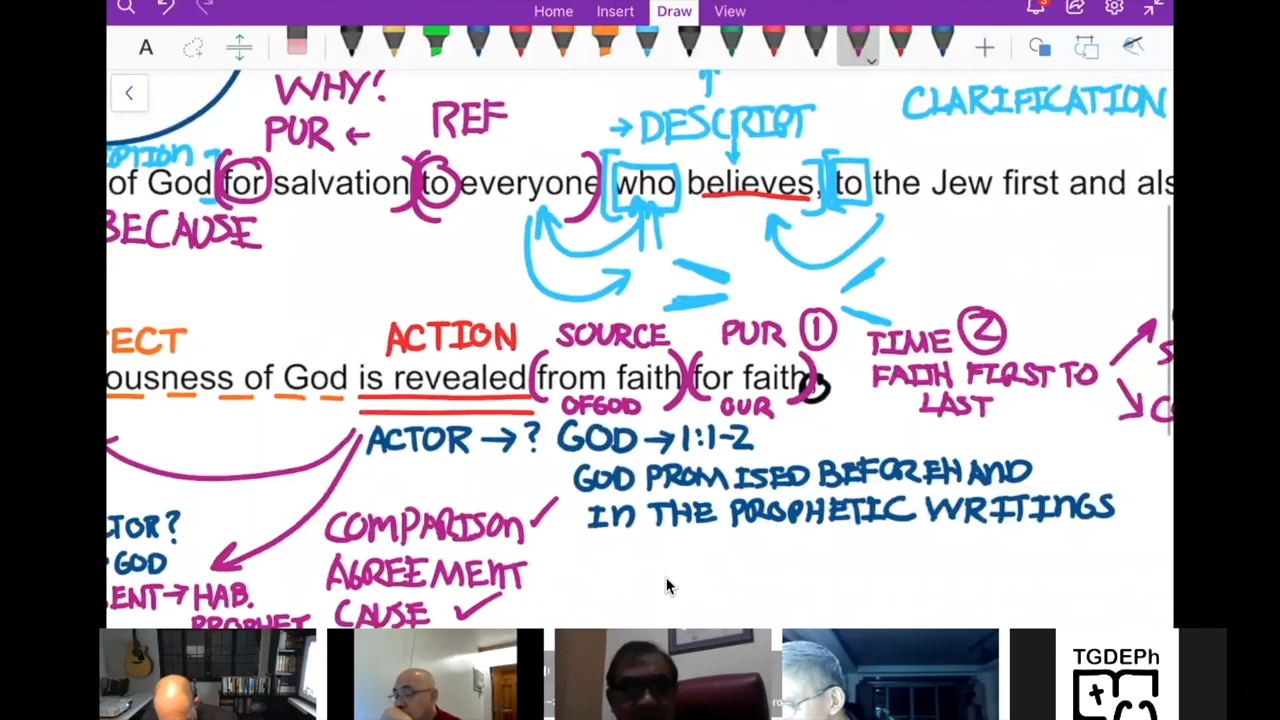 Home Insert Draw View
A
WHY?
PUR ← REF → DESCRIPT CLARIFICATION
of God for salvation to everyone who believes, to the Jew first and als
BECAUSE
ECT ACTION SOURCE PUR 1 TIME 2
ousness of God is revealed from faith for faith, FAITH FIRST TO
OF GOD OUR LAST
ACTOR → ? GOD → 1:1-2
GOD PROMISED BEFOREHAND
IN THE PROPHETIC WRITINGS
COMPARISON ✓
TOR?
GOD
AGREEMENT
ENT → HAB.
CAUSE ✓
PROPHET
TGDEPh